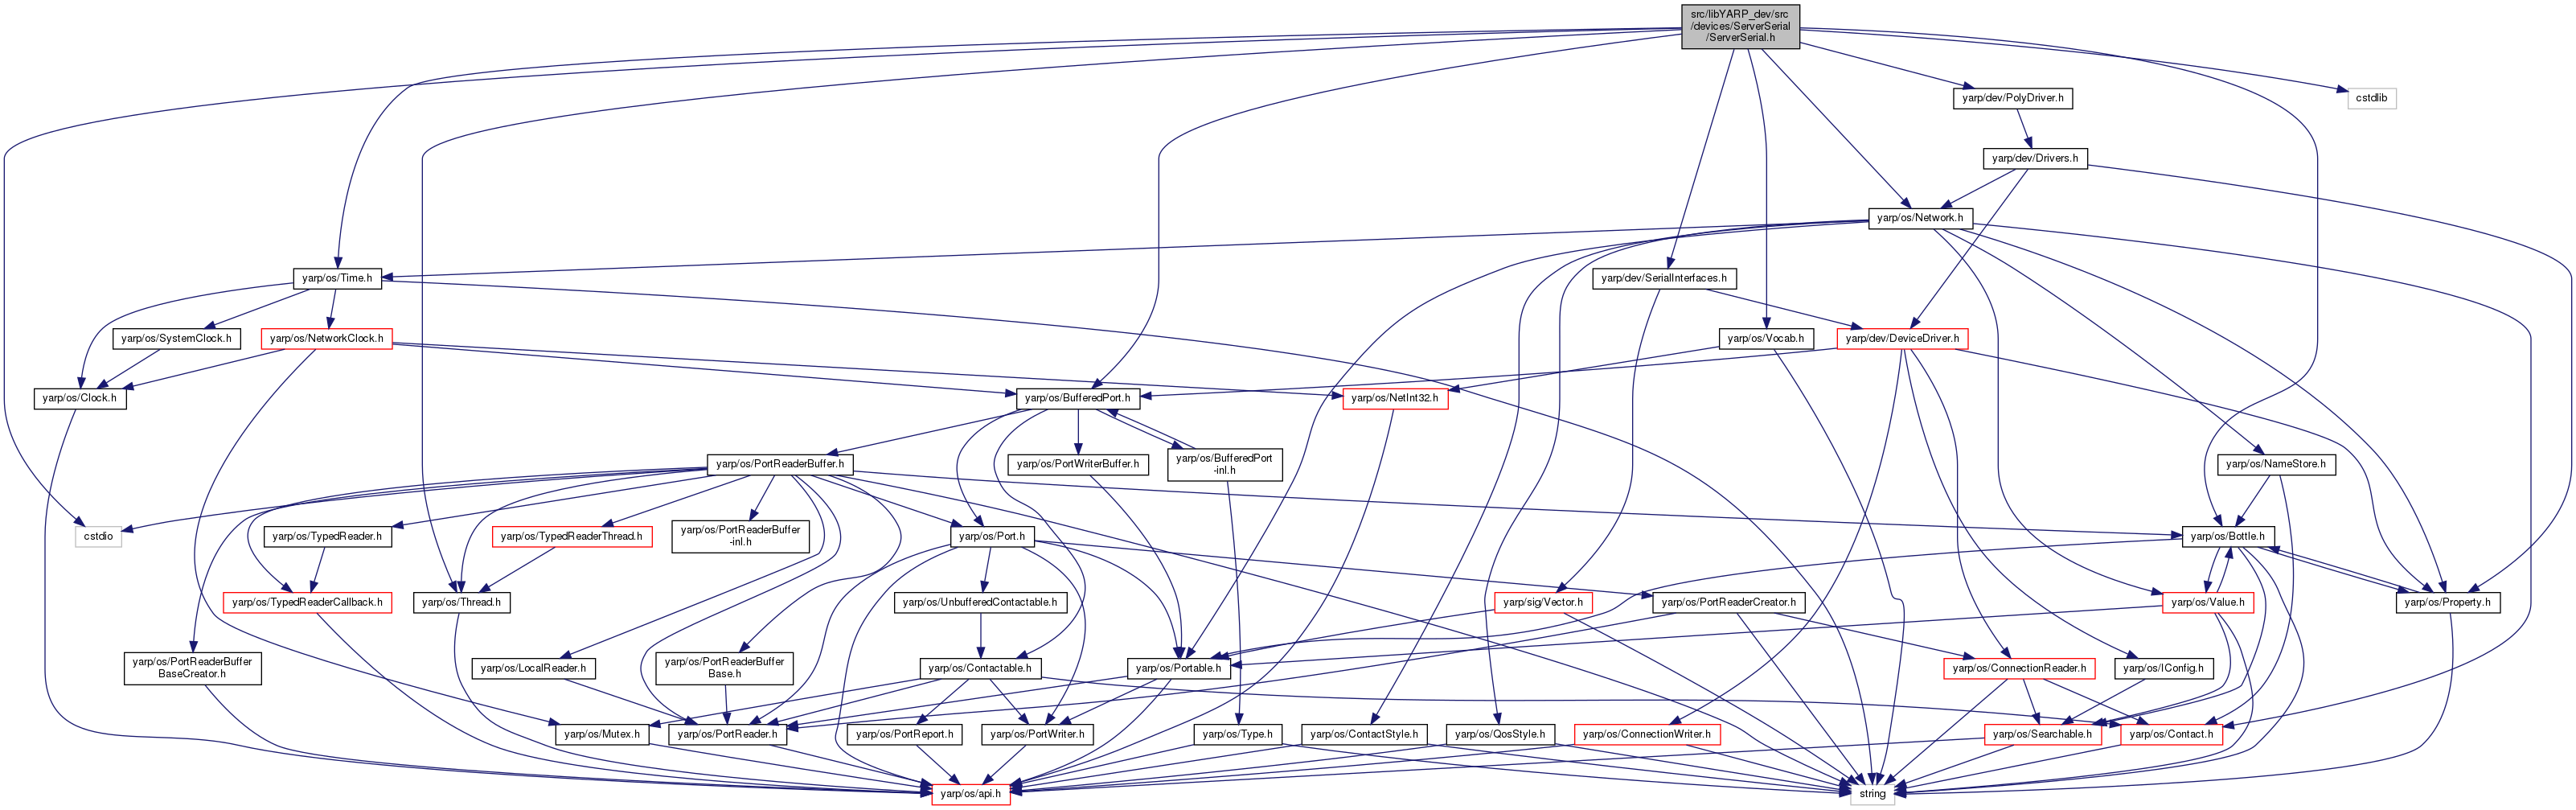 src/libYARP_dev/src
/devices/ServerSerial
/ServerSerial.h
yarp/dev/PolyDriver.h
cstdlib
yarp/dev/Drivers.h
yarp/os/Network.h
yarp/os/Time.h
yarp/dev/SerialInterfaces.h
yarp/os/SystemClock.h
yarp/os/NetworkClock.h
yarp/os/Vocab.h
yarp/dev/DeviceDriver.h
yarp/os/Clock.h
yarp/os/BufferedPort.h
yarp/os/NetInt32.h
yarp/os/PortReaderBuffer.h
yarp/os/PortWriterBuffer.h
yarp/os/BufferedPort
-inl.h
yarp/os/NameStore.h
cstdio
yarp/os/TypedReader.h
yarp/os/TypedReaderThread.h
yarp/os/PortReaderBuffer
-inl.h
yarp/os/Port.h
yarp/os/Bottle.h
yarp/os/TypedReaderCallback.h
yarp/os/Thread.h
yarp/os/UnbufferedContactable.h
yarp/os/PortReaderCreator.h
yarp/sig/Vector.h
yarp/os/Value.h
yarp/os/Property.h
yarp/os/PortReaderBuffer
BaseCreator.h
yarp/os/LocalReader.h
yarp/os/PortReaderBuffer
Base.h
yarp/os/Contactable.h
yarp/os/Portable.h
yarp/os/ConnectionReader.h
yarp/os/IConfig.h
yarp/os/Mutex.h
yarp/os/PortReader.h
yarp/os/PortReport.h
yarp/os/PortWriter.h
yarp/os/Type.h
yarp/os/ContactStyle.h
yarp/os/QosStyle.h
yarp/os/ConnectionWriter.h
yarp/os/Searchable.h
yarp/os/Contact.h
yarp/os/api.h
string